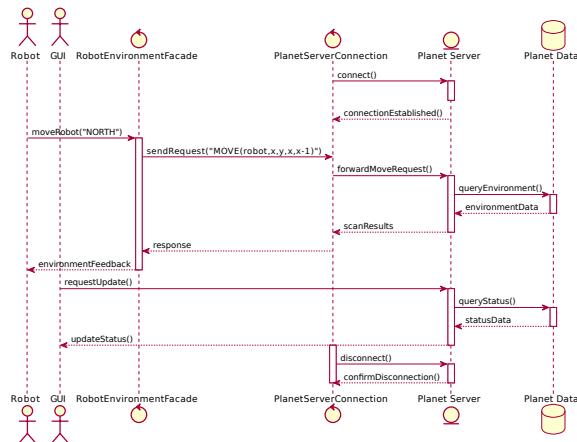 Robot GUI RobotEnvironmentFacade PlanetServerConnection Planet Server Planet Data
connect()
connectionEstablished()
moveRobot("NORTH")
sendRequest("MOVE(robot,x,y,x,x-1)")
forwardMoveRequest()
queryEnvironment()
environmentData
scanResults
response
environmentFeedback
requestUpdate()
queryStatus()
statusData
updateStatus()
disconnect()
confirmDisconnection()
Robot GUI RobotEnvironmentFacade PlanetServerConnection Planet Server Planet Data